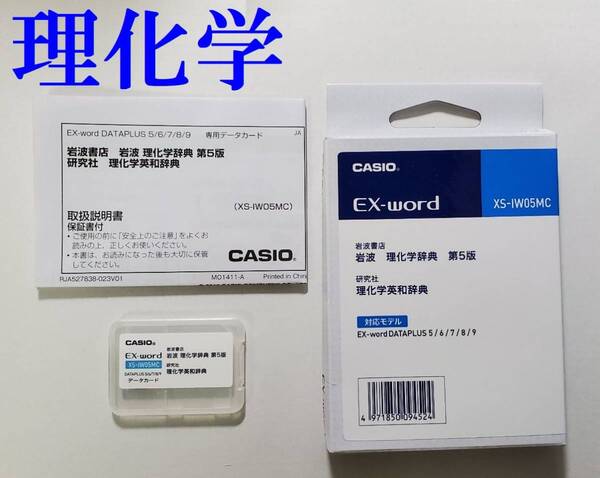 理化学
EX-word DATAPLUS 5/6/7/8/9 専用データカード JA
岩波書店 岩波 理化学辞典 第5版
研究社 理化学英和辞典
(XS-IW05MC)
取扱説明書
保証書付
• ご使用の前に「安全上のご注意」をよくお
読みの上、正しくお使いください。
• 本書は、お読みになった後も大切に保管
してください。
CASIO®
RJA527838-023V01 MO1411-A Printed in Chin
CASIO®
EX-word XS-IW05MC
岩波書店
岩波 理化学辞典 第5版
研究社
理化学英和辞典
対応モデル
EX-word DATAPLUS 5/6/7/8/9
4 971850 094524
CASIO®
EX-word 岩波書店
岩波 理化学辞典 第5版
XS-IW05MC 研究社
DATAPLUS 5/6/7/8/9 理化学英和辞典
データカード